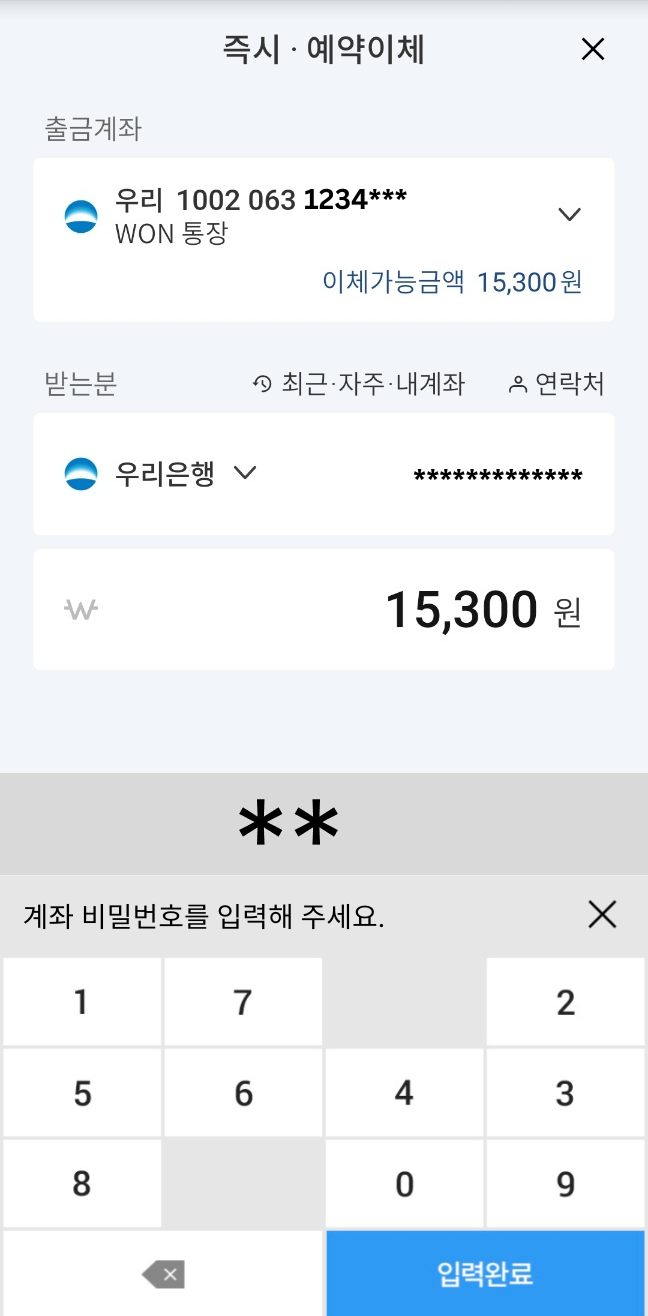 즉시 · 예약이체
출금계좌
우리 1002 063 1234***
WON 통장
이체가능금액 15,300원
받는분 최근·자주·내계좌 연락처
우리은행 *************
₩ 15,300 원
**
계좌 비밀번호를 입력해 주세요.
1 7 2
5 6 4 3
8 0 9
입력완료